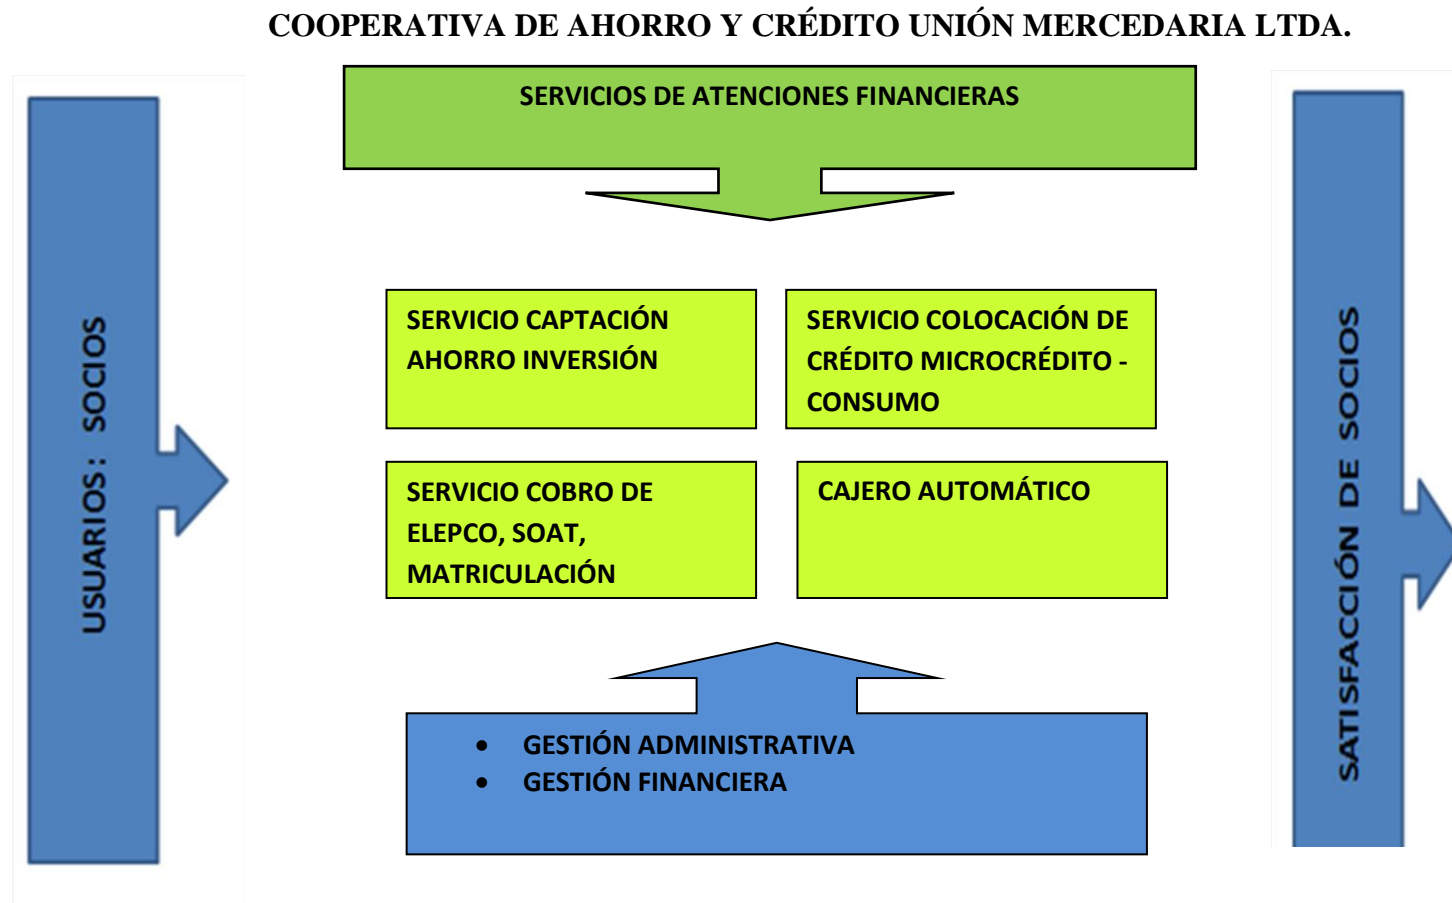 COOPERATIVA DE AHORRO Y CRÉDITO UNIÓN MERCEDARIA LTDA.
SERVICIOS DE ATENCIONES FINANCIERAS
USUARIOS: SOCIOS
SERVICIO CAPTACIÓN
AHORRO INVERSIÓN
SERVICIO COLOCACIÓN DE
CRÉDITO MICROCRÉDITO -
CONSUMO
SERVICIO COBRO DE
ELEPCO, SOAT,
MATRICULACIÓN
CAJERO AUTOMÁTICO
• GESTIÓN ADMINISTRATIVA
• GESTIÓN FINANCIERA
SATISFACCIÓN DE SOCIOS